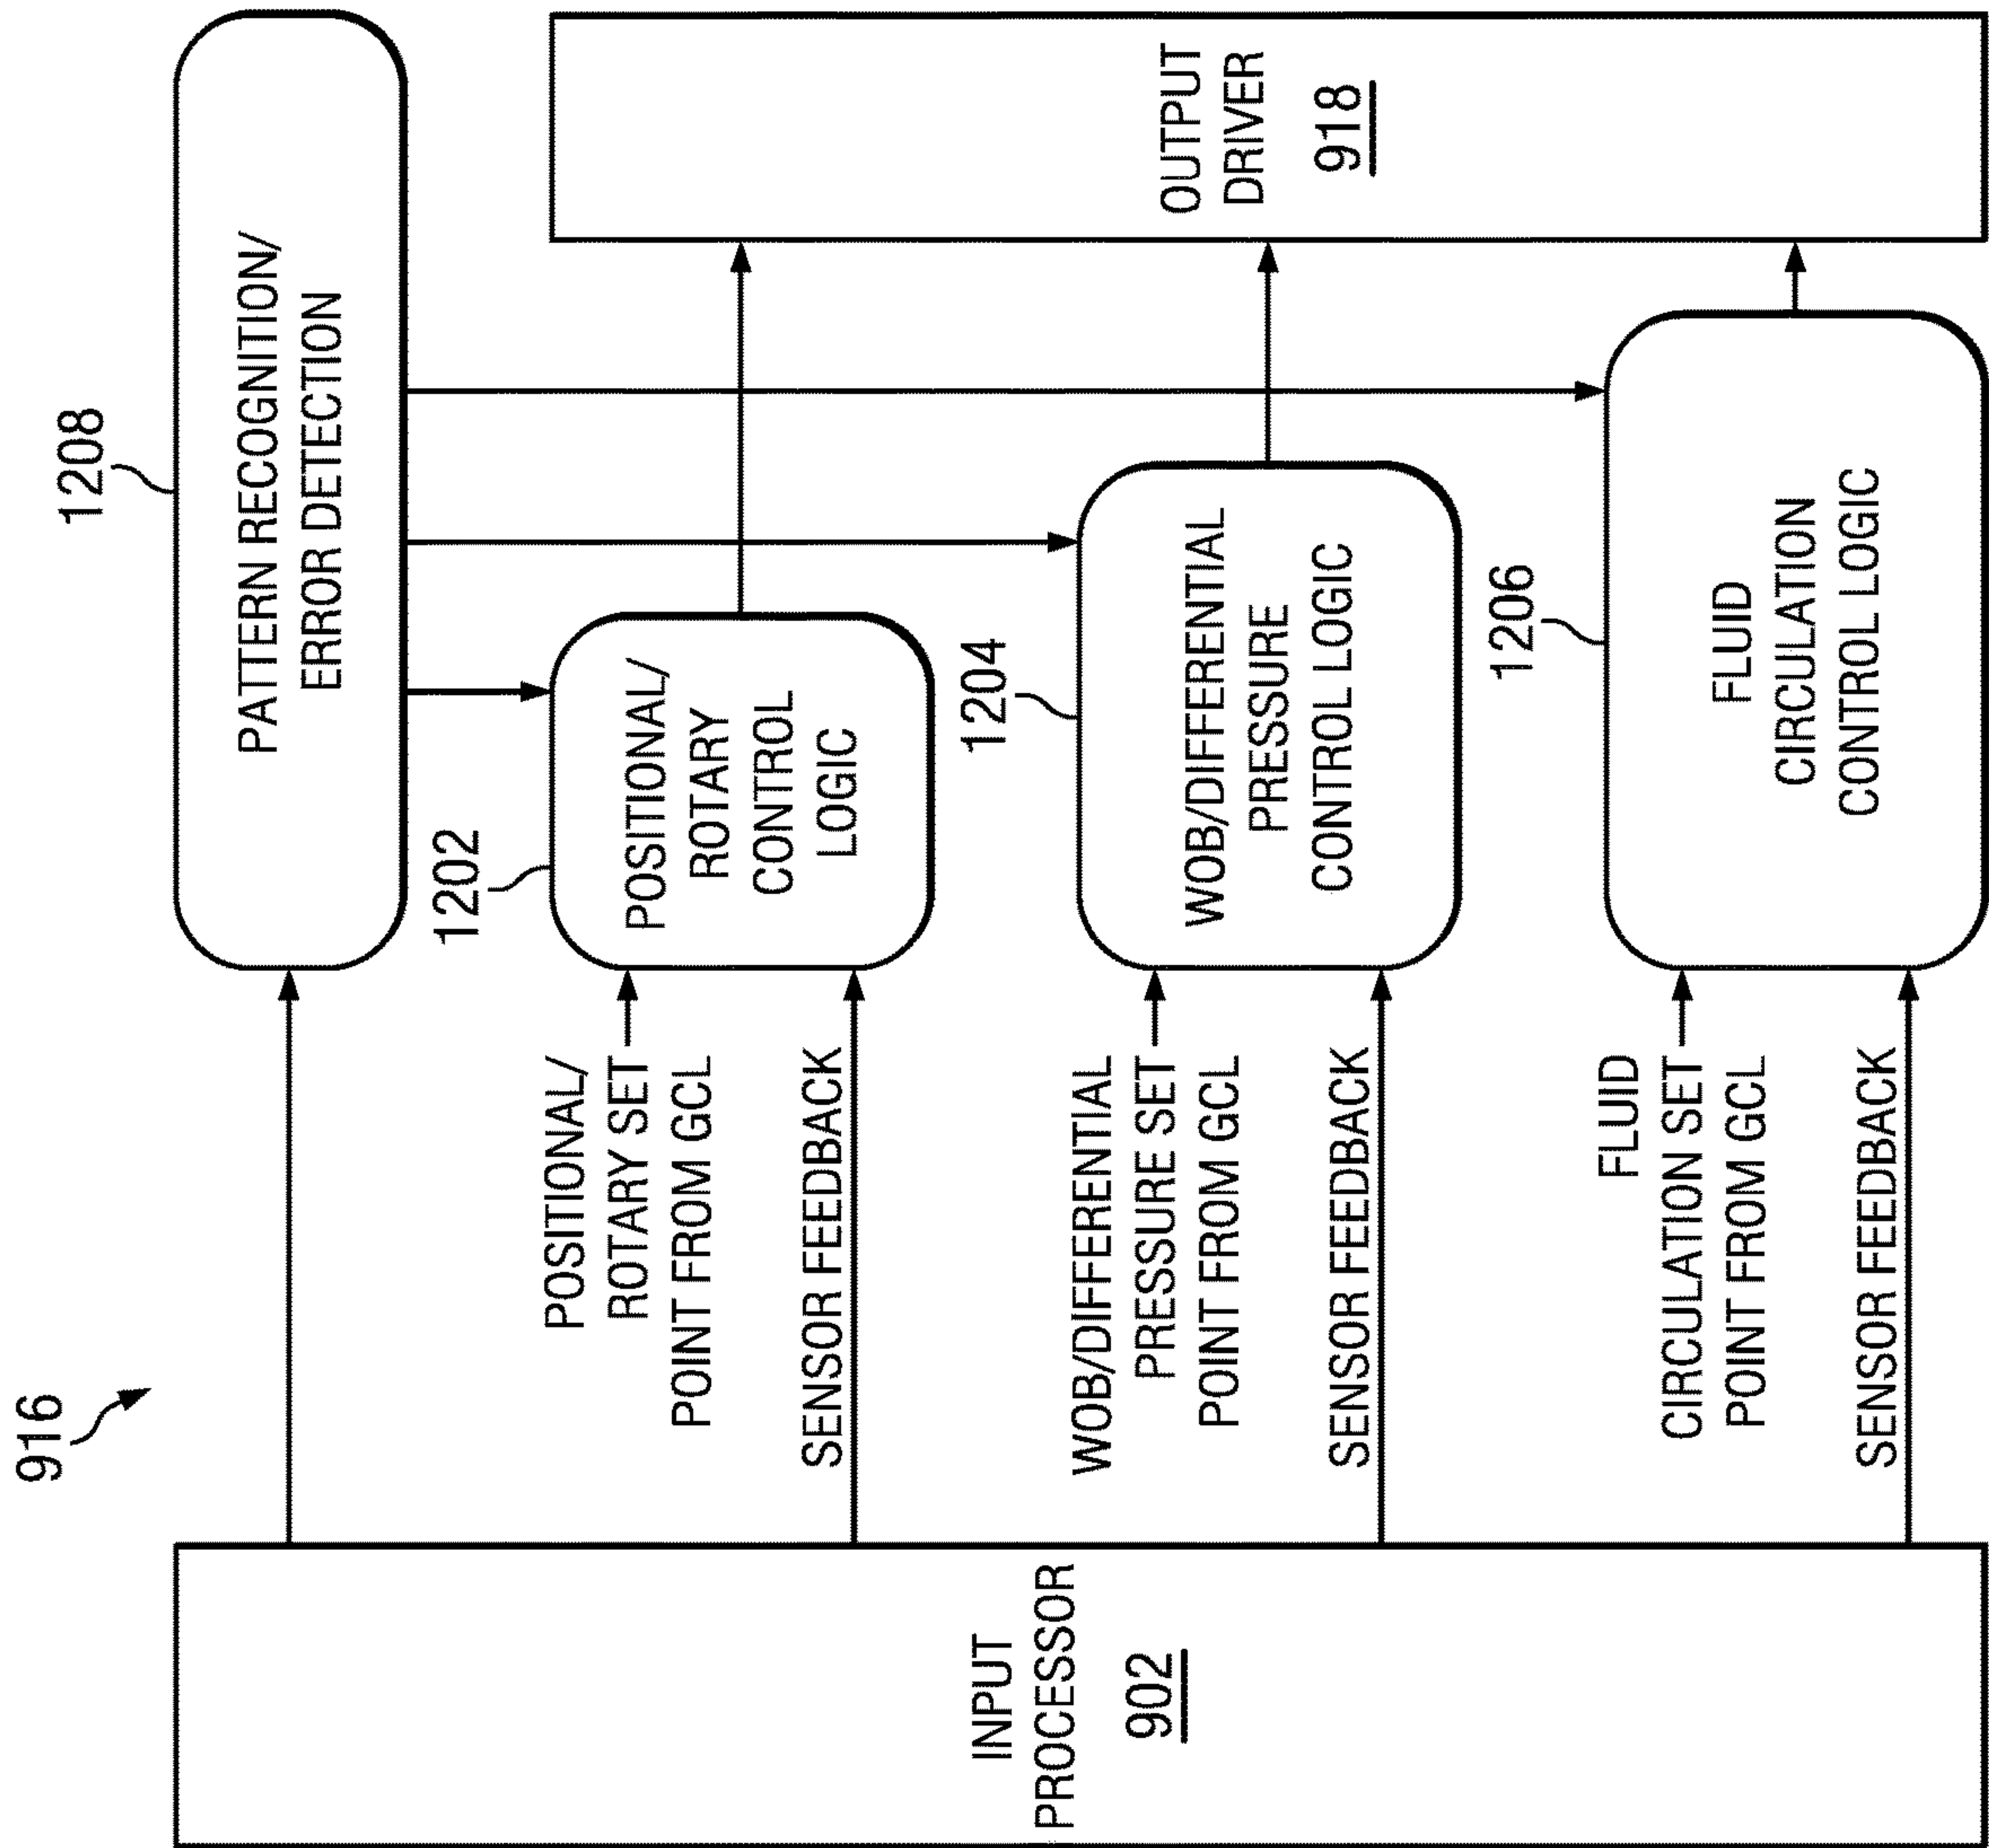 916
INPUT
PROCESSOR
902
1208
PATTERN RECOGNITION/
ERROR DETECTION
POSITIONAL/
ROTARY SET
POINT FROM GCL
SENSOR FEEDBACK
1202
POSITIONAL/
ROTARY
CONTROL
LOGIC
WOB/DIFFERENTIAL
PRESSURE SET
POINT FROM GCL
SENSOR FEEDBACK
1204
WOB/DIFFERENTIAL
PRESSURE
CONTROL LOGIC
FLUID
CIRCULATION SET
POINT FROM GCL
SENSOR FEEDBACK
1206
FLUID
CIRCULATION
CONTROL LOGIC
OUTPUT
DRIVER
918